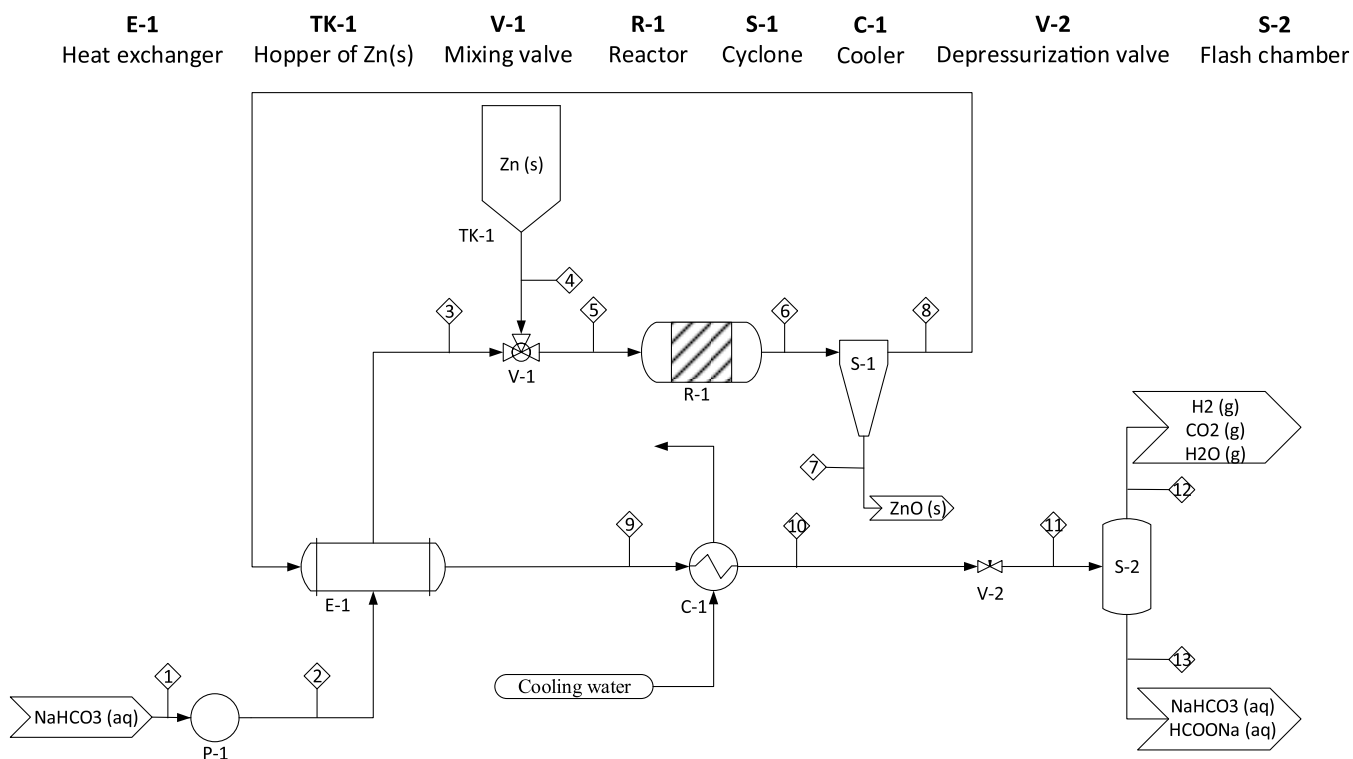 E-1 TK-1 V-1 R-1 S-1 C-1 V-2 S-2
Heat exchanger Hopper of Zn(s) Mixing valve Reactor Cyclone Cooler Depressurization valve Flash chamber
Zn (s)
TK-1
4
3
5
6
8
V-1
R-1
S-1
7
ZnO (s)
H2 (g)
CO2 (g)
H2O (g)
12
9
10
11
E-1
C-1
V-2
S-2
13
1
2
Cooling water
NaHCO3 (aq)
P-1
NaHCO3 (aq)
HCOONa (aq)